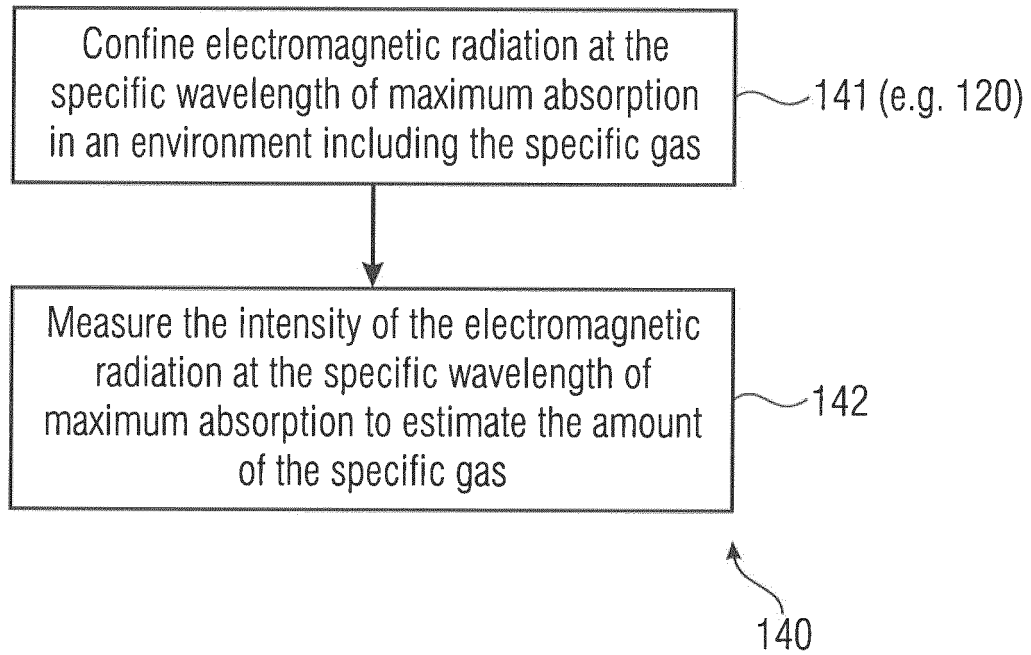 Confine electromagnetic radiation at the
specific wavelength of maximum absorption
in an environment including the specific gas
141 (e.g. 120)
Measure the intensity of the electromagnetic
radiation at the specific wavelength of
maximum absorption to estimate the amount
of the specific gas
142
140